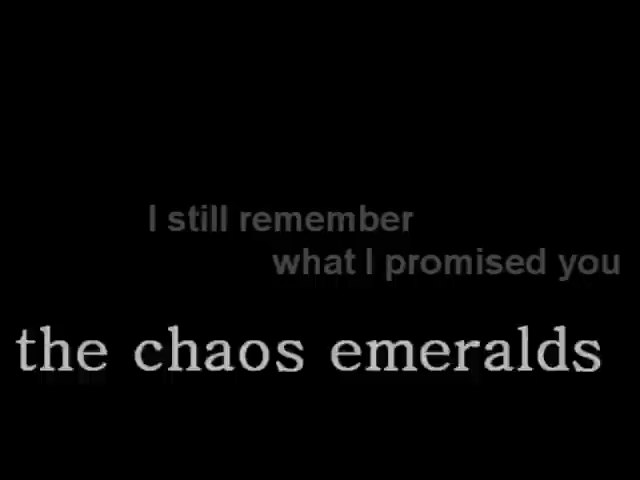 I still remember
what I promised you
the chaos emeralds